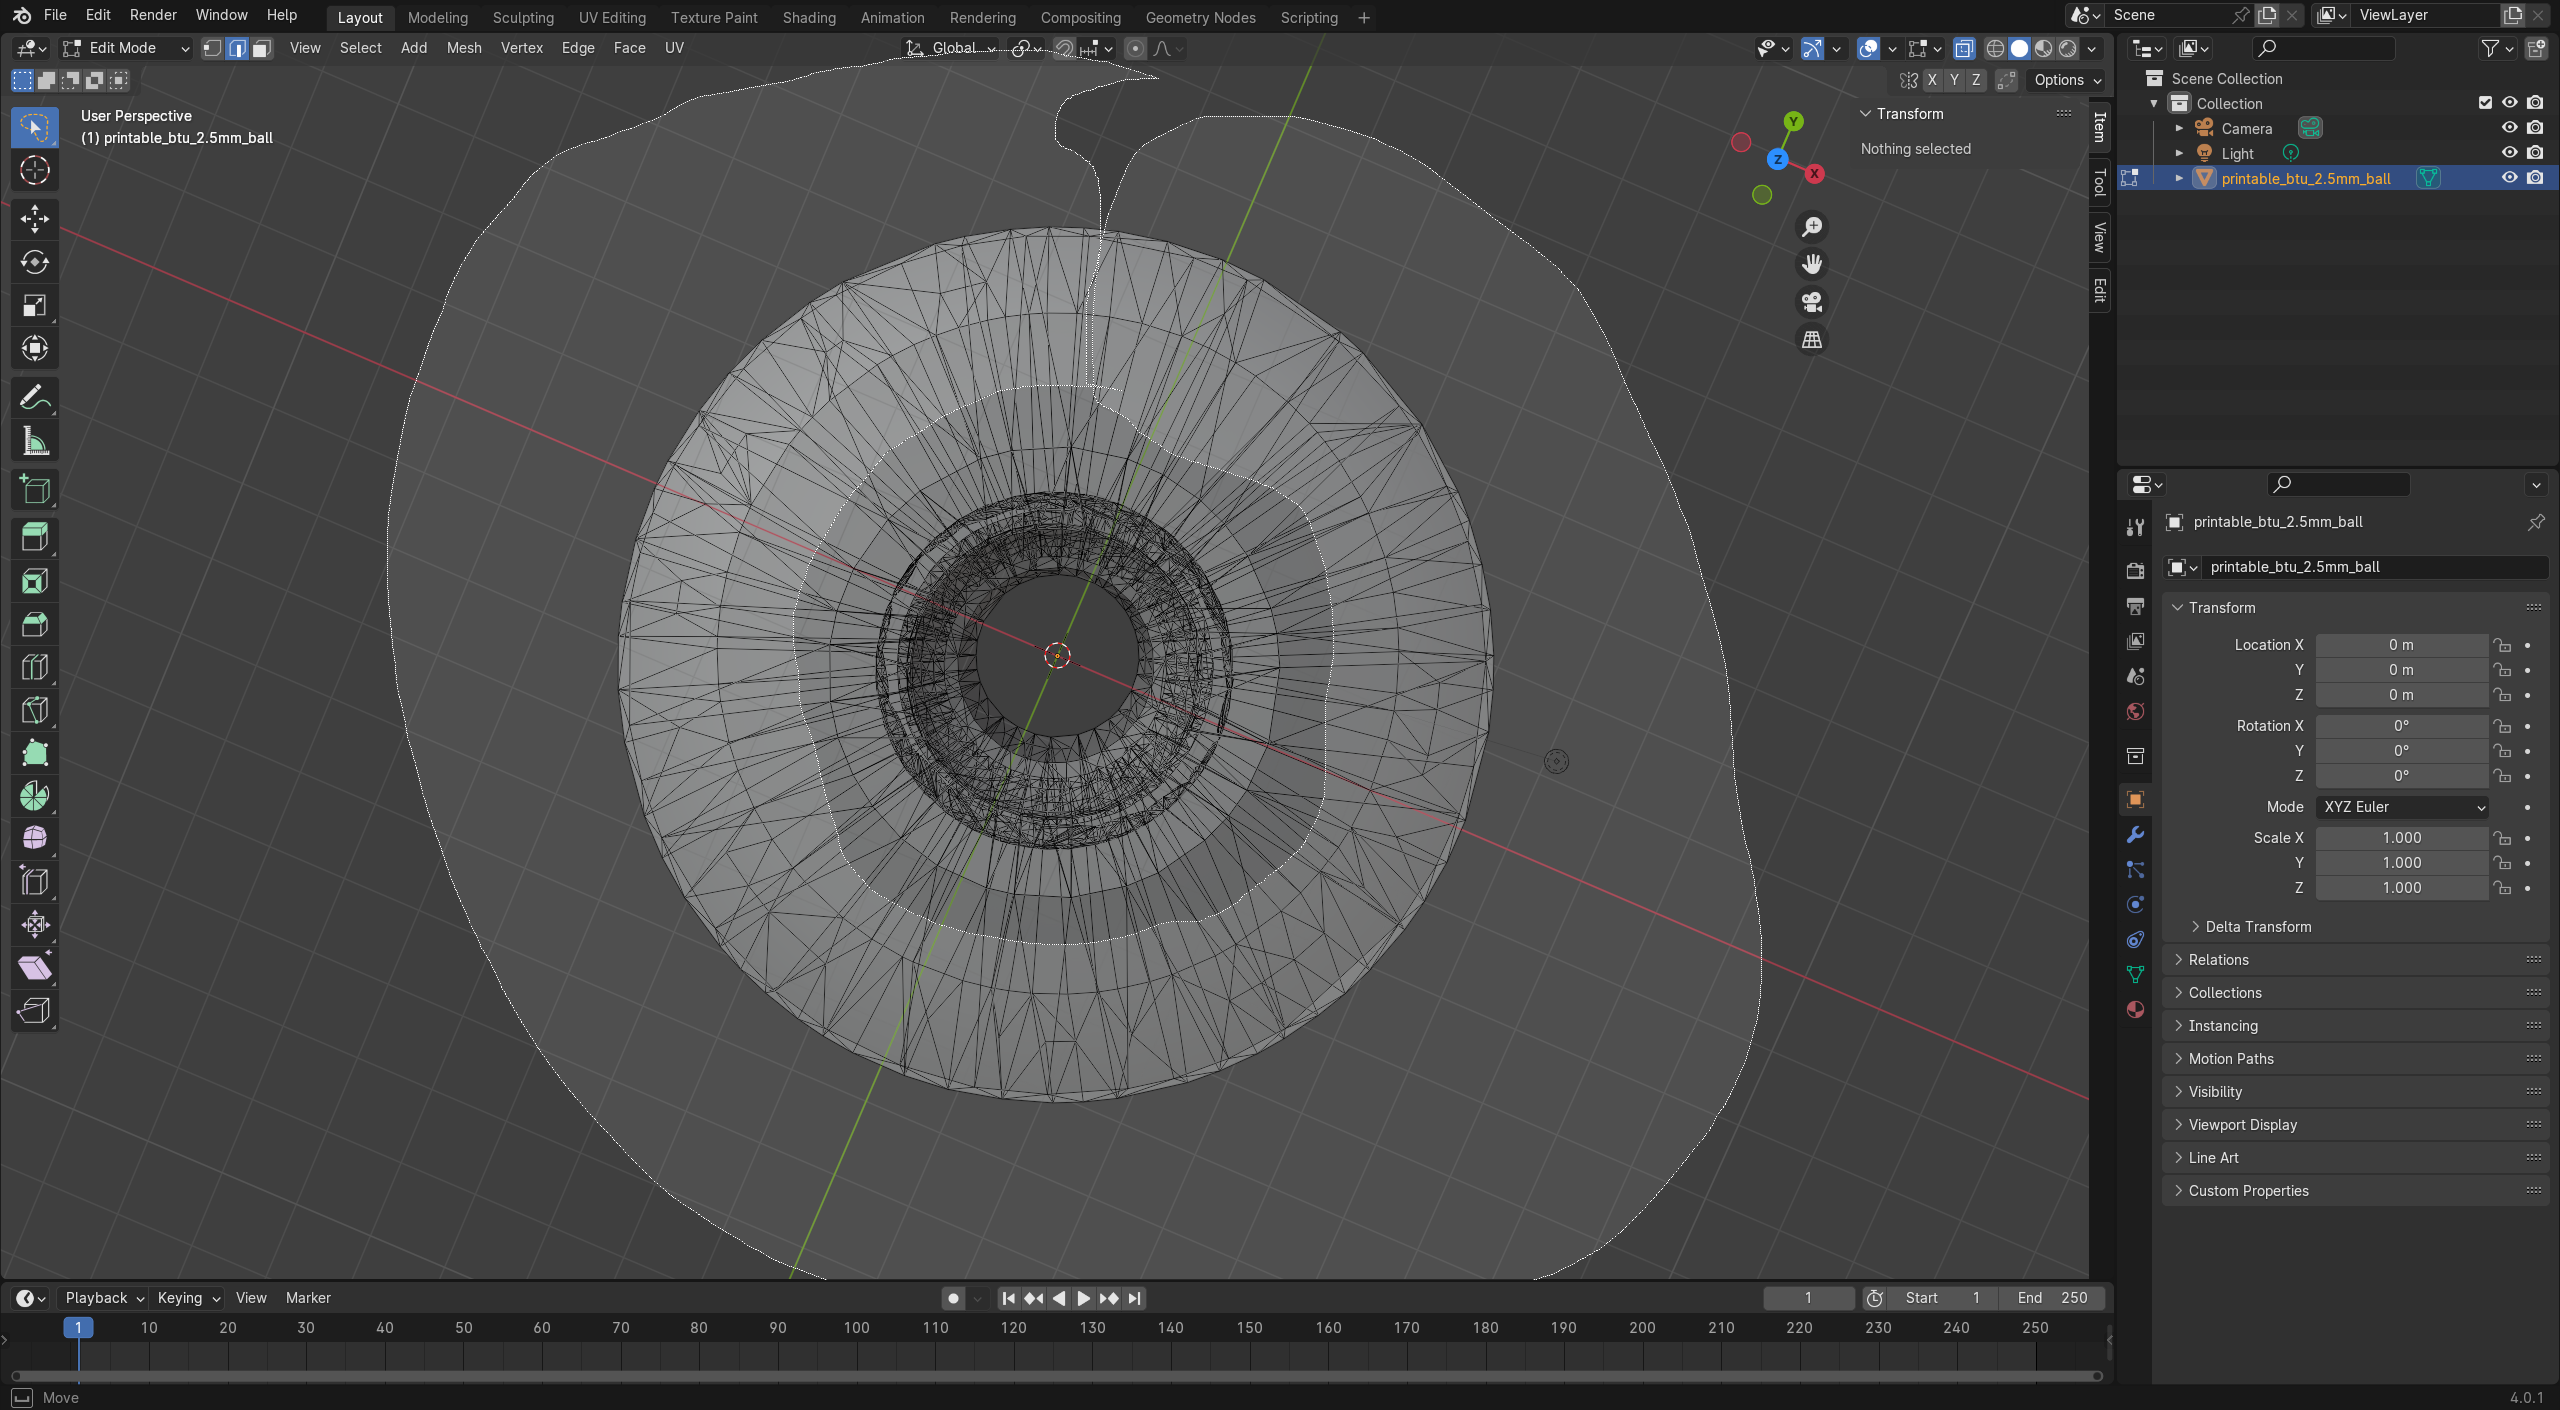 File Edit Render Window Help
Layout Modeling Sculpting UV Editing Texture Paint Shading Animation Rendering Compositing Geometry Nodes Scripting +
Scene
ViewLayer
Edit Mode
View Select Add Mesh Vertex Edge Face UV
Global
X Y Z
Options
User Perspective
(1) printable_btu_2.5mm_ball
Transform
Nothing selected
Y
Z
X
Item
Tool
View
Edit
Scene Collection
Collection
Camera
Light
printable_btu_2.5mm_ball
printable_btu_2.5mm_ball
printable_btu_2.5mm_ball
Transform
Location X 0 m
Y 0 m
Z 0 m
Rotation X 0°
Y 0°
Z 0°
Mode XYZ Euler
Scale X 1.000
Y 1.000
Z 1.000
Delta Transform
Relations
Collections
Instancing
Motion Paths
Visibility
Viewport Display
Line Art
Custom Properties
Playback Keying View Marker
1
Start 1
End 250
1 10 20 30 40 50 60 70 80 90 100 110 120 130 140 150 160 170 180 190 200 210 220 230 240 250
Move
4.0.1